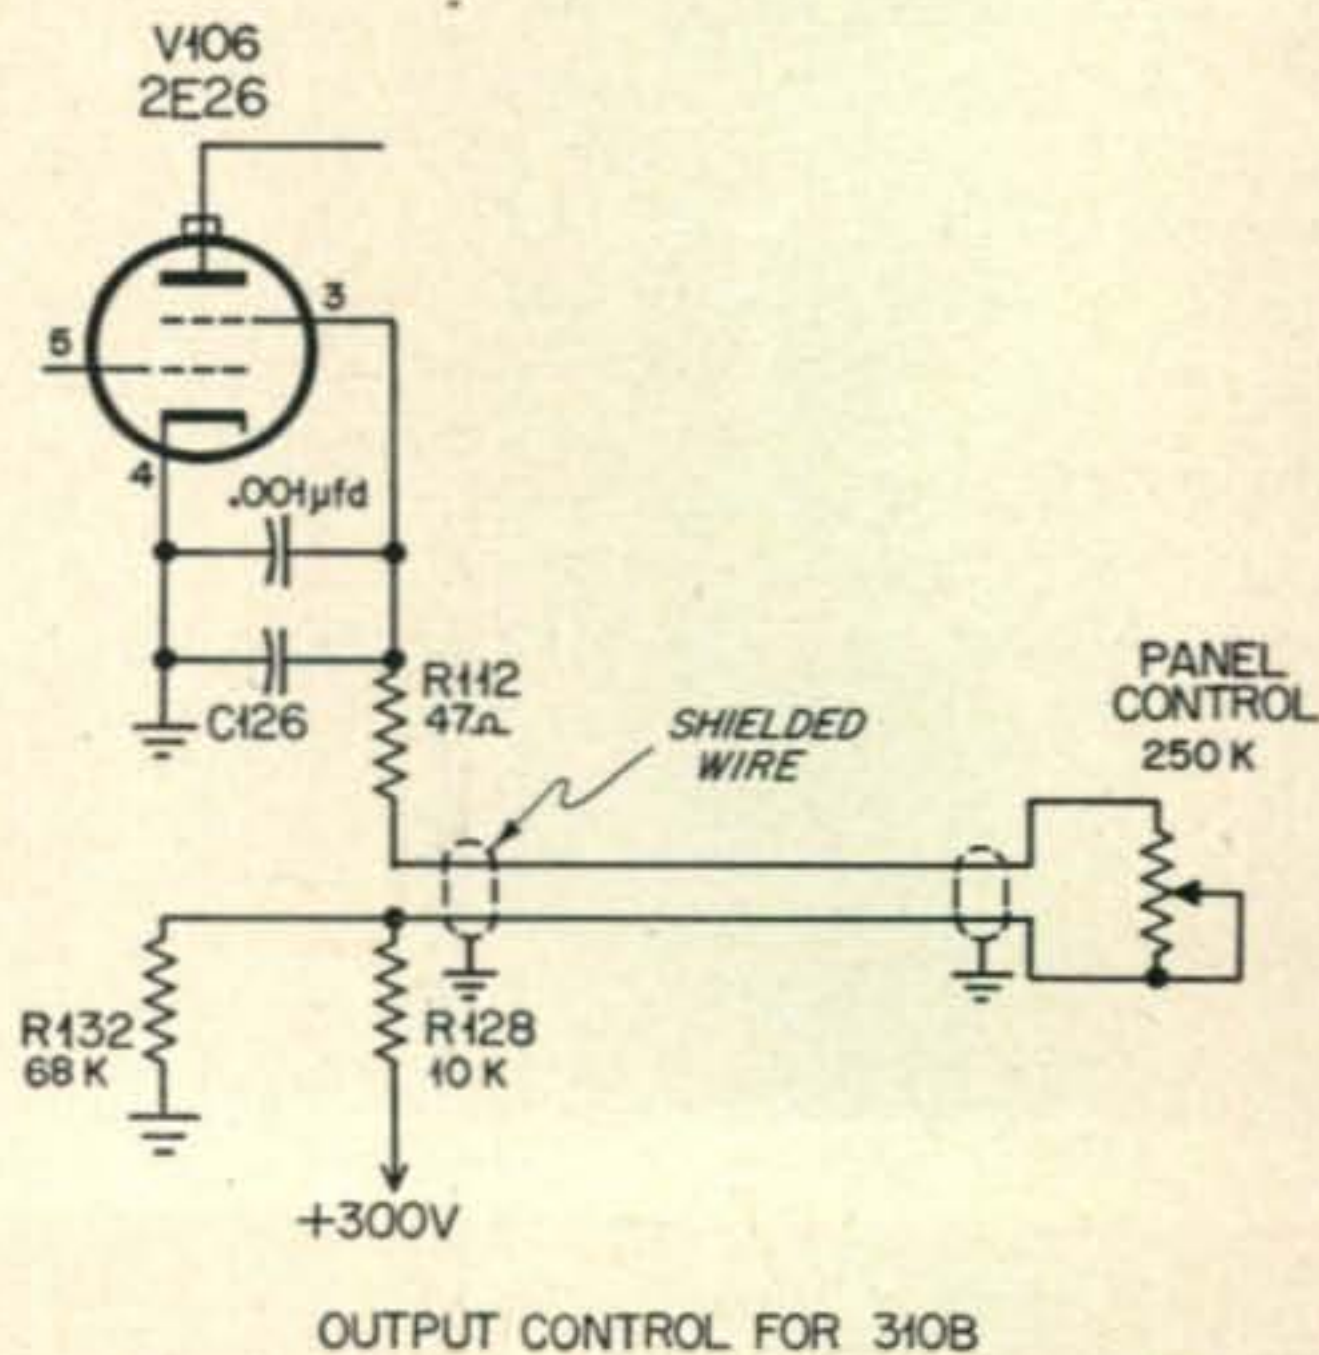 V106
2E26
3
5
4
.001µfd
C126
R112
47Ω
SHIELDED
WIRE
PANEL
CONTROL
250 K
R132
68 K
R128
10 K
+300V
OUTPUT CONTROL FOR 310B